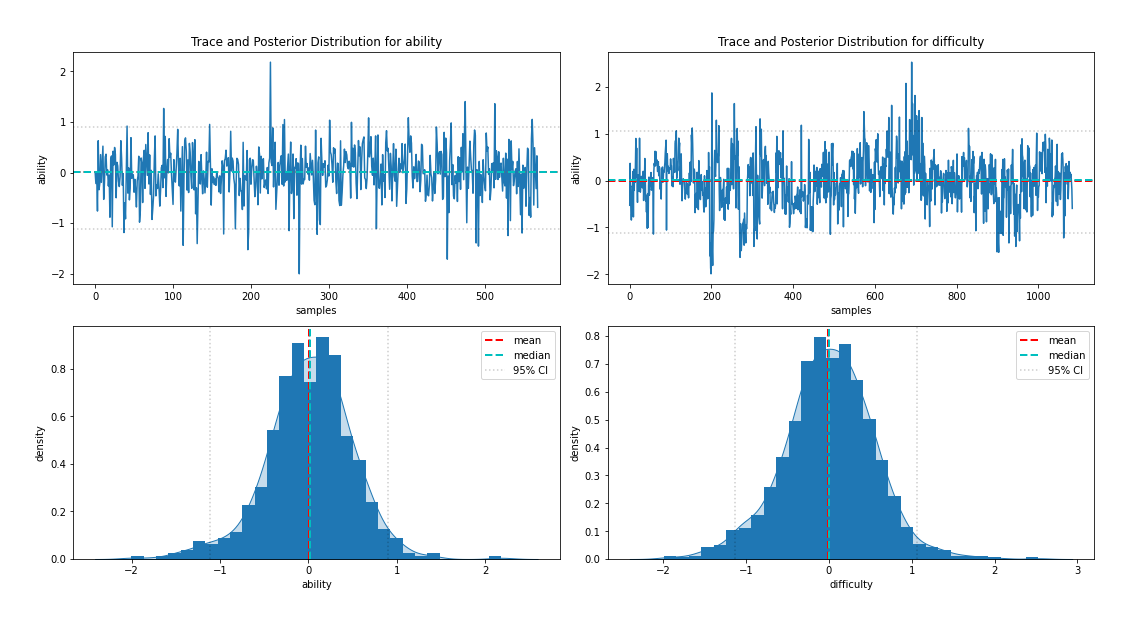 Trace and Posterior Distribution for ability
2
1
0
−1
−2
ability
0 100 200 300 400 500
samples
Trace and Posterior Distribution for difficulty
2
1
0
−1
−2
ability
0 200 400 600 800 1000
samples
mean
median
95% CI
0.8
0.6
0.4
0.2
0.0
density
−2 −1 0 1 2
ability
mean
median
95% CI
0.8
0.7
0.6
0.5
0.4
0.3
0.2
0.1
0.0
density
−2 −1 0 1 2 3
difficulty